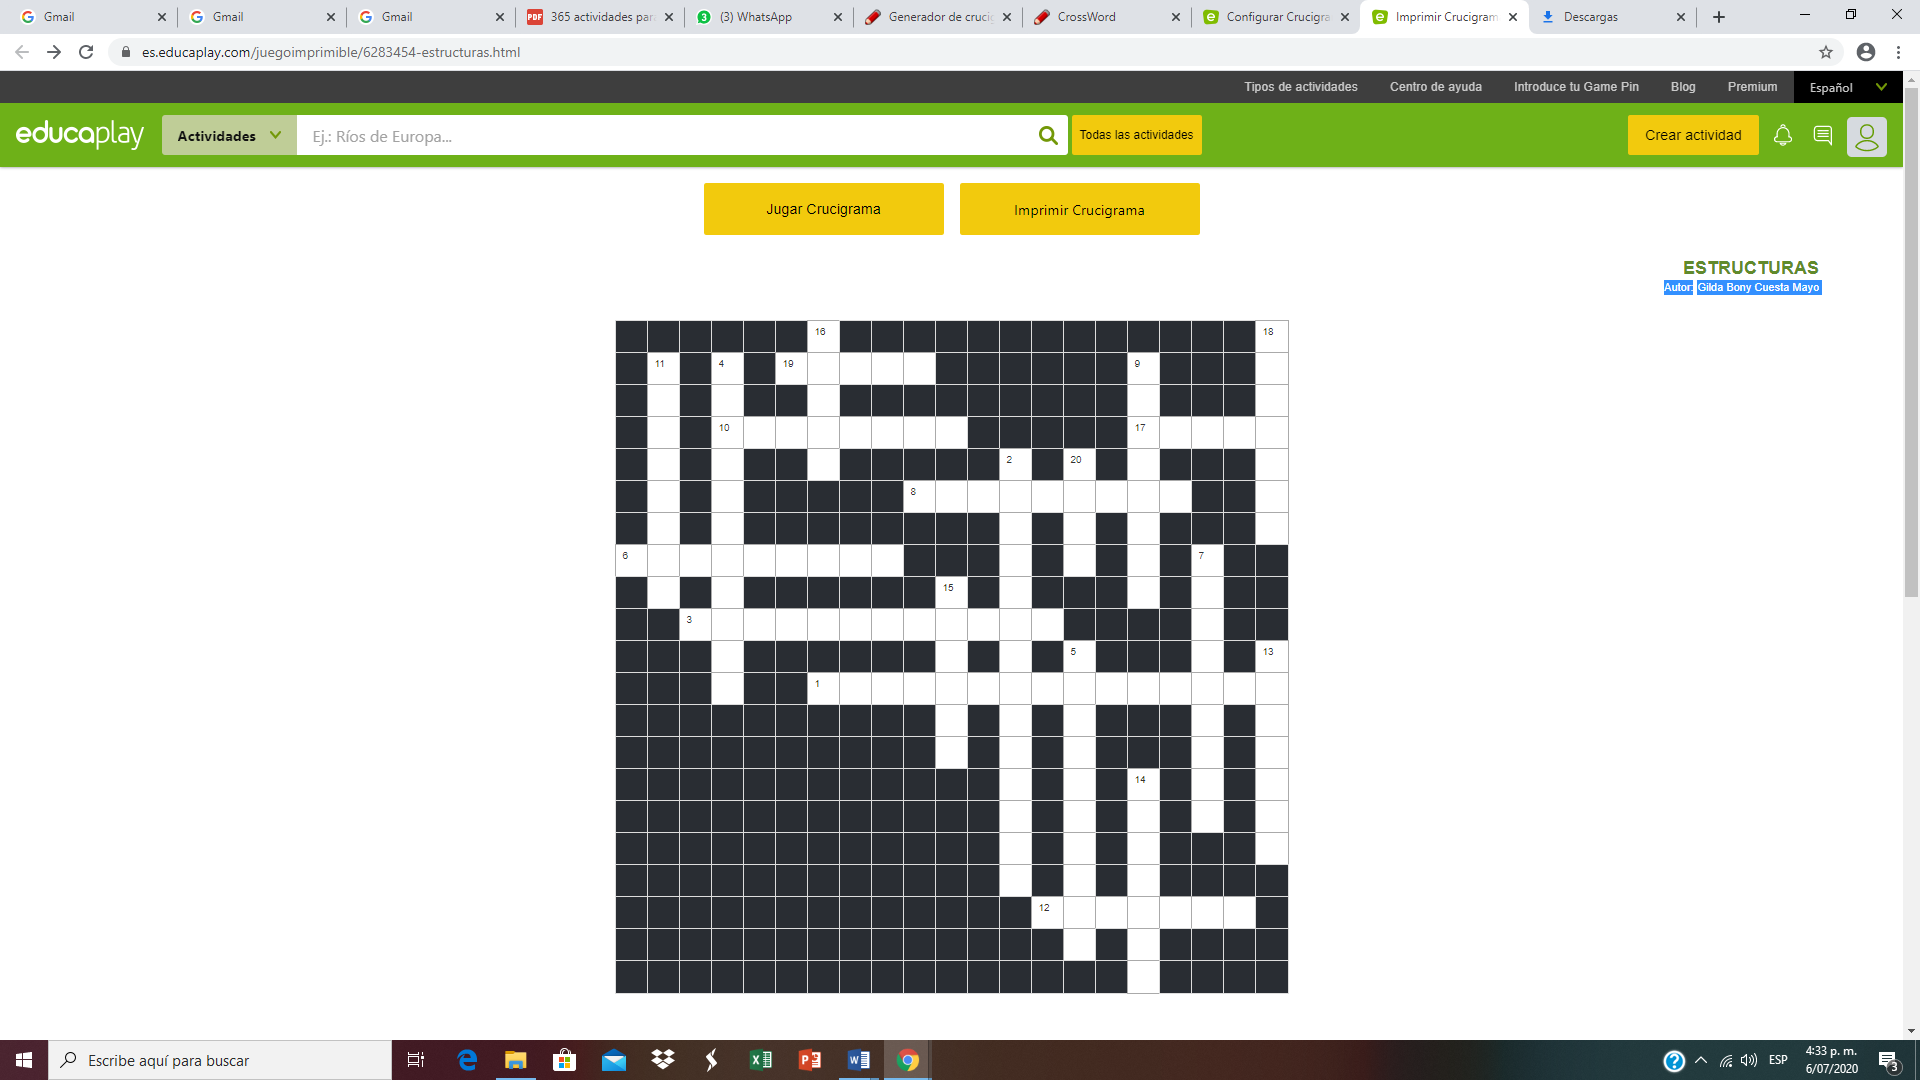 Gmail
Gmail
Gmail
365 actividades par
(3) WhatsApp
Generador de cruci
CrossWord
Configurar Crucigra
Imprimir Crucigram
Descargas
es.educaplay.com/juegoimprimible/6283454-estructuras.html
Tipos de actividades
Centro de ayuda
Introduce tu Game Pin
Blog
Premium
Español
educaplay
Actividades
Ej.: Ríos de Europa...
Todas las actividades
Crear actividad
Jugar Crucigrama
Imprimir Crucigrama
ESTRUCTURAS
Autor: Gilda Bony Cuesta Mayo
16 18
11 4 19 9
10 17
2 20
8
6 7
15
3
5 13
1
14
12
Escribe aquí para buscar
ESP
4:33 p. m.
6/07/2020
3